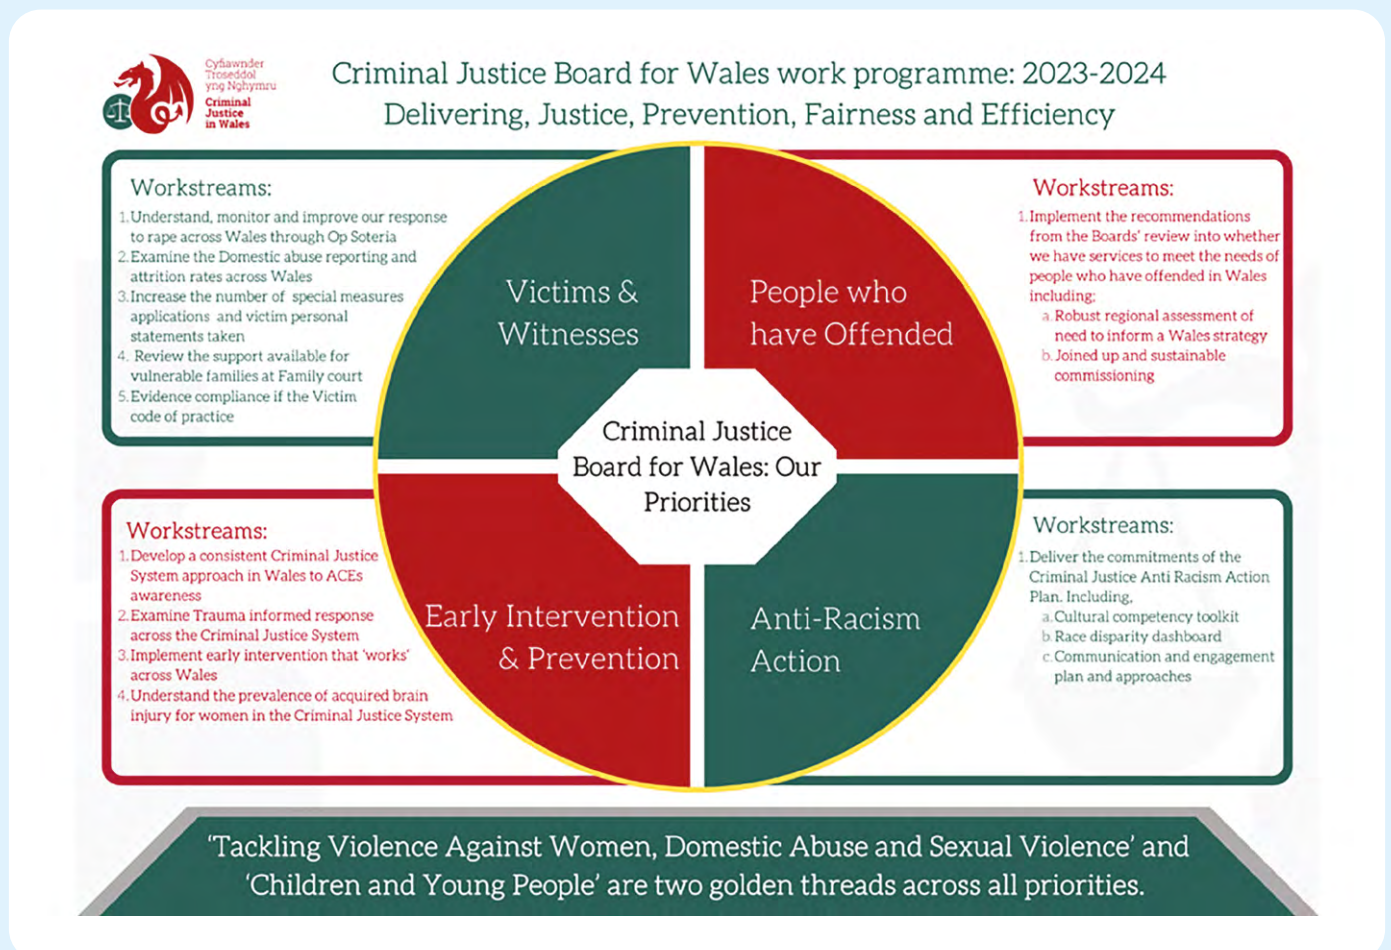 Cyfiawnder
Troseddol
yng Nghymru
Criminal
Justice
in Wales
Criminal Justice Board for Wales work programme: 2023-2024
Delivering, Justice, Prevention, Fairness and Efficiency
Workstreams:
1. Understand, monitor and improve our response
to rape across Wales through Op Soteria
2. Examine the Domestic abuse reporting and
attrition rates across Wales
3. Increase the number of special measures
applications and victim personal
statements taken
4. Review the support available for
vulnerable families at Family court
5. Evidence compliance if the Victim
code of practice
Victims &
Witnesses
People who
have Offended
Workstreams:
1. Implement the recommendations
from the Boards' review into whether
we have services to meet the needs of
people who have offended in Wales
including;
a. Robust regional assessment of
need to inform a Wales strategy
b. Joined up and sustainable
commissioning
Criminal Justice
Board for Wales: Our
Priorities
Workstreams:
1. Develop a consistent Criminal Justice
System approach in Wales to ACEs
awareness
2. Examine Trauma informed response
across the Criminal Justice System
3. Implement early intervention that 'works'
across Wales
4. Understand the prevalence of acquired brain
injury for women in the Criminal Justice System
Early Intervention
& Prevention
Anti-Racism
Action
Workstreams:
1. Deliver the commitments of the
Criminal Justice Anti Racism Action
Plan. Including,
a. Cultural competency toolkit
b. Race disparity dashboard
c. Communication and engagement
plan and approaches
'Tackling Violence Against Women, Domestic Abuse and Sexual Violence' and
'Children and Young People' are two golden threads across all priorities.